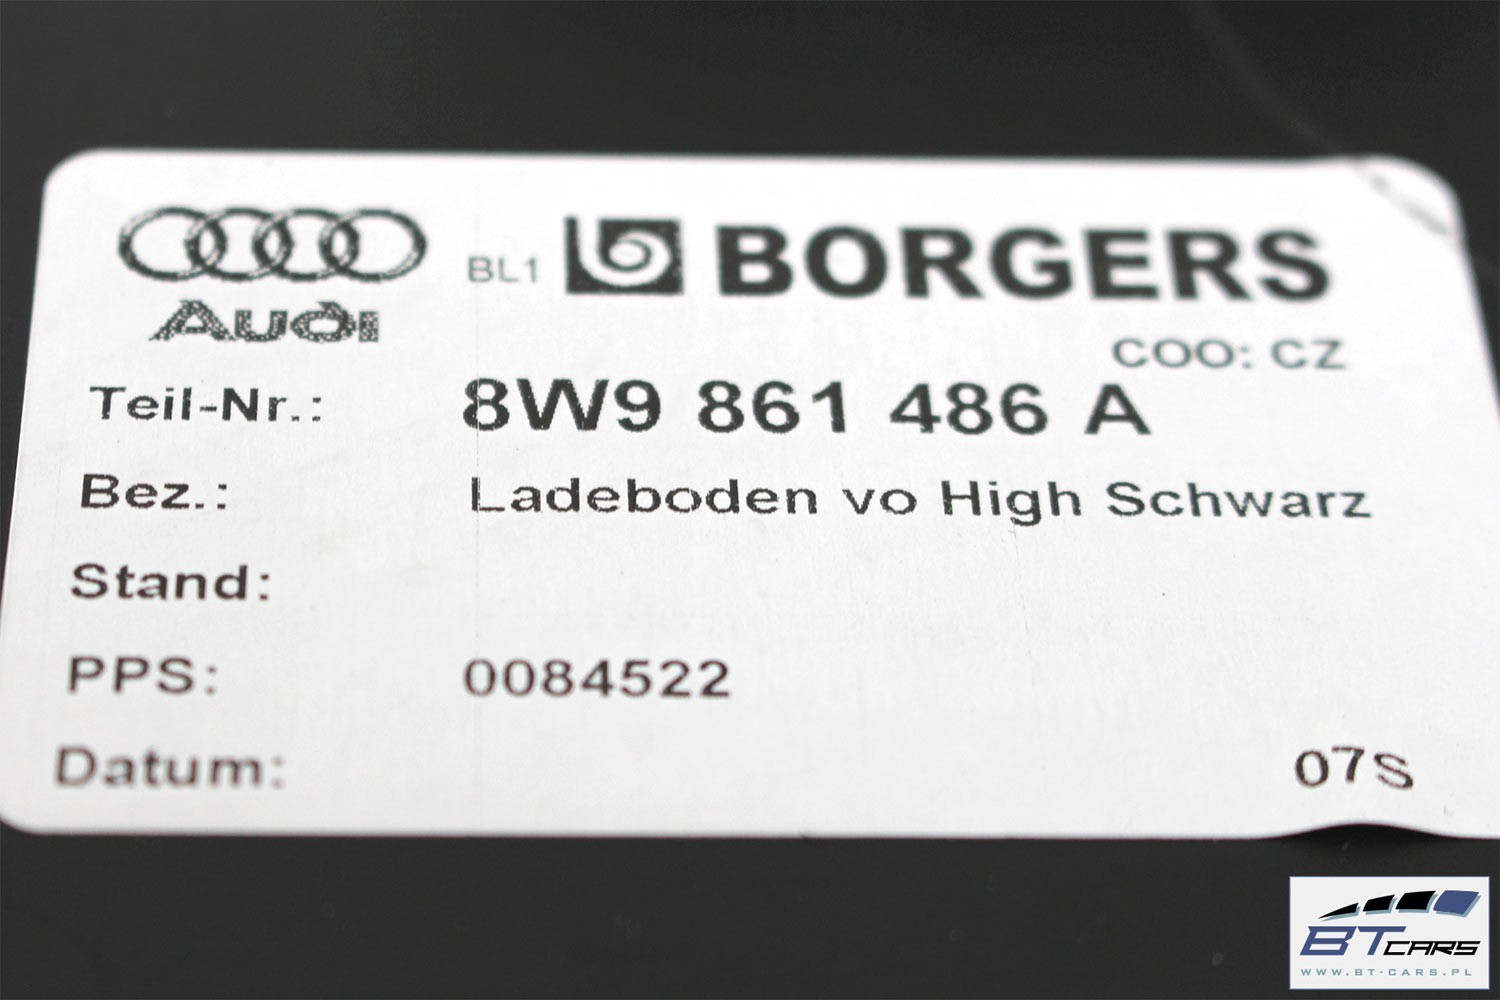 BL1 BORGERS
Audi
COO: CZ
Teil-Nr.: 8W9 861 486 A
Bez.: Ladeboden vo High Schwarz
Stand:
PPS: 0084522
Datum: 07S
BT CARS
WWW.BT-CARS.PL